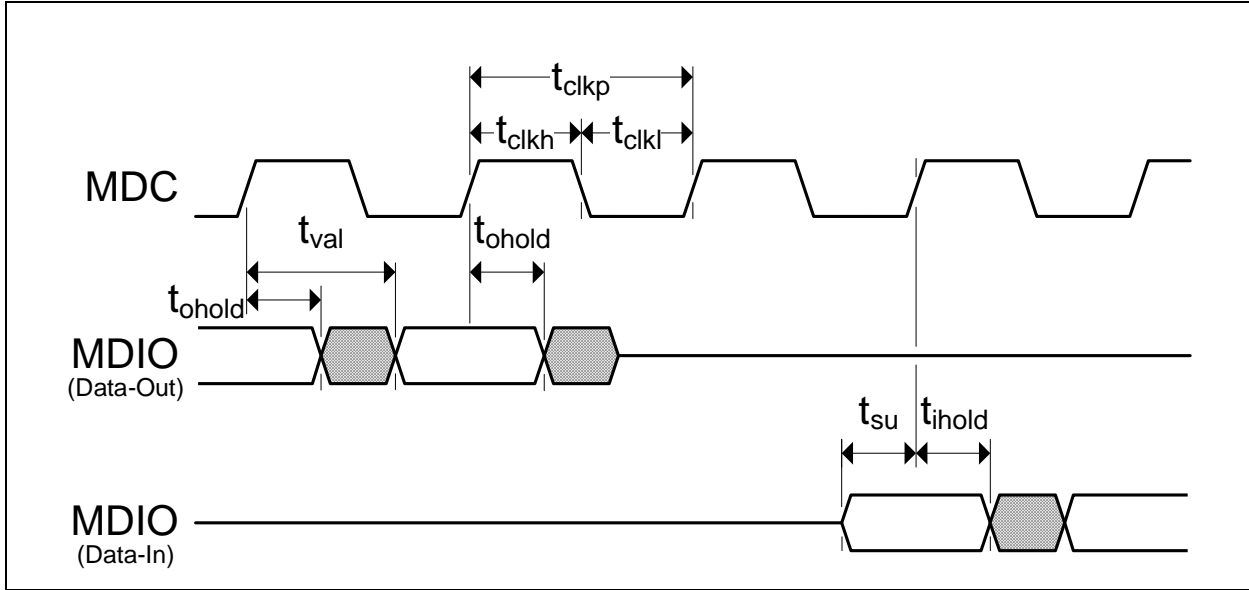 tclkp
tclkh tclkl
MDC
tval tohold
tohold
MDIO
(Data-Out)
tsu tihold
MDIO
(Data-In)